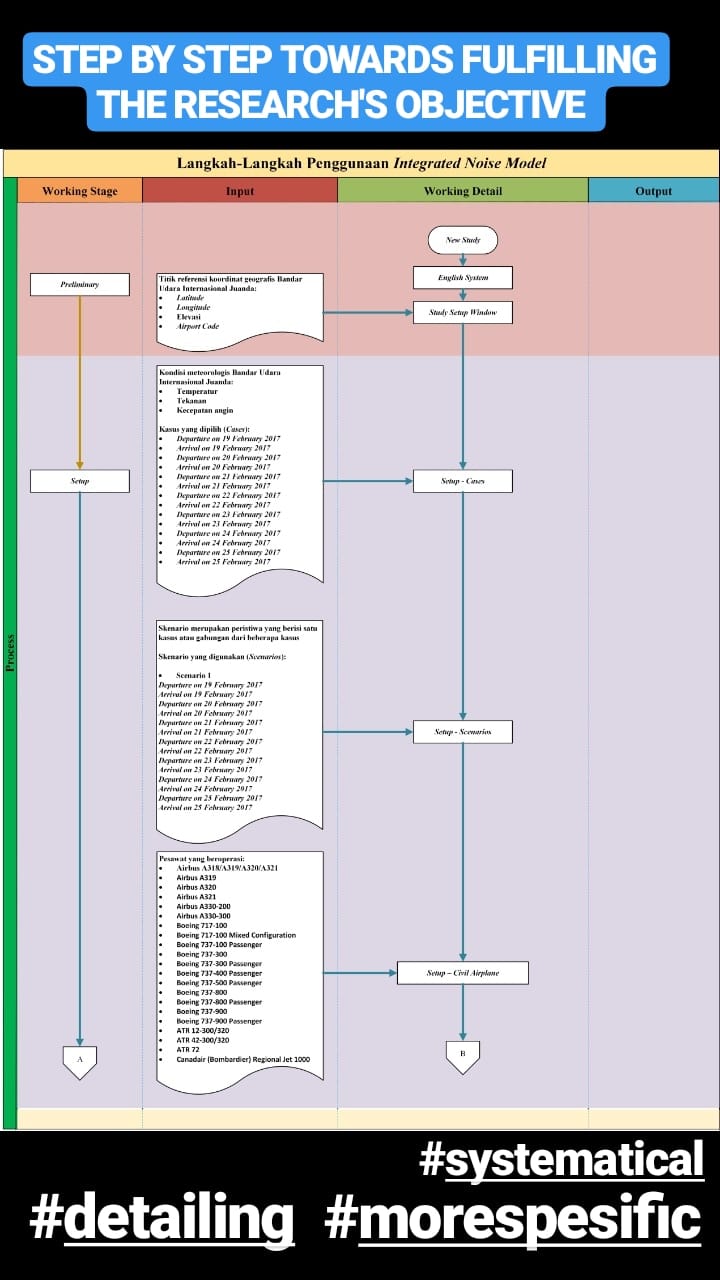 STEP BY STEP TOWARDS FULFILLING
THE RESEARCH'S OBJECTIVE
Langkah-Langkah Penggunaan Integrated Noise Model
Working Stage
Input
Working Detail
Output
Process
New Study
English System
Preliminary
Titik referensi koordinat geografis Bandar
Udara Internasional Juanda:
• Latitude
• Longitude
• Elevasi
• Airport Code
Study Setup Window
Kondisi meteorologis Bandar Udara
Internasional Juanda:
• Temperatur
• Tekanan
• Kecepatan angin
Kasus yang dipilih (Cases):
• Departure on 19 February 2017
• Arrival on 19 February 2017
• Departure on 20 February 2017
• Arrival on 20 February 2017
• Departure on 21 February 2017
• Arrival on 21 February 2017
• Departure on 22 February 2017
• Arrival on 22 February 2017
• Departure on 23 February 2017
• Arrival on 23 February 2017
• Departure on 24 February 2017
• Arrival on 24 February 2017
• Departure on 25 February 2017
• Arrival on 25 February 2017
Setup
Setup - Cases
Skenario merupakan peristiwa yang berisi satu
kasus atau gabungan dari beberapa kasus
Skenario yang digunakan (Scenarios):
• Scenario 1
Departure on 19 February 2017
Arrival on 19 February 2017
Departure on 20 February 2017
Arrival on 20 February 2017
Departure on 21 February 2017
Arrival on 21 February 2017
Departure on 22 February 2017
Arrival on 22 February 2017
Departure on 23 February 2017
Arrival on 23 February 2017
Departure on 24 February 2017
Arrival on 24 February 2017
Departure on 25 February 2017
Arrival on 25 February 2017
Setup - Scenarios
Pesawat yang beroperasi:
• Airbus A318/A319/A320/A321
• Airbus A319
• Airbus A320
• Airbus A321
• Airbus A330-200
• Airbus A330-300
• Boeing 717-100
• Boeing 717-100 Mixed Configuration
• Boeing 737-100 Passenger
• Boeing 737-300
• Boeing 737-300 Passenger
• Boeing 737-400 Passenger
• Boeing 737-500 Passenger
• Boeing 737-800
• Boeing 737-800 Passenger
• Boeing 737-900
• Boeing 737-900 Passenger
• ATR 12-300/320
• ATR 42-300/320
• ATR 72
• Canadair (Bombardier) Regional Jet 1000
Setup – Civil Airplane
A
B
#systematical
#detailing #morespesific